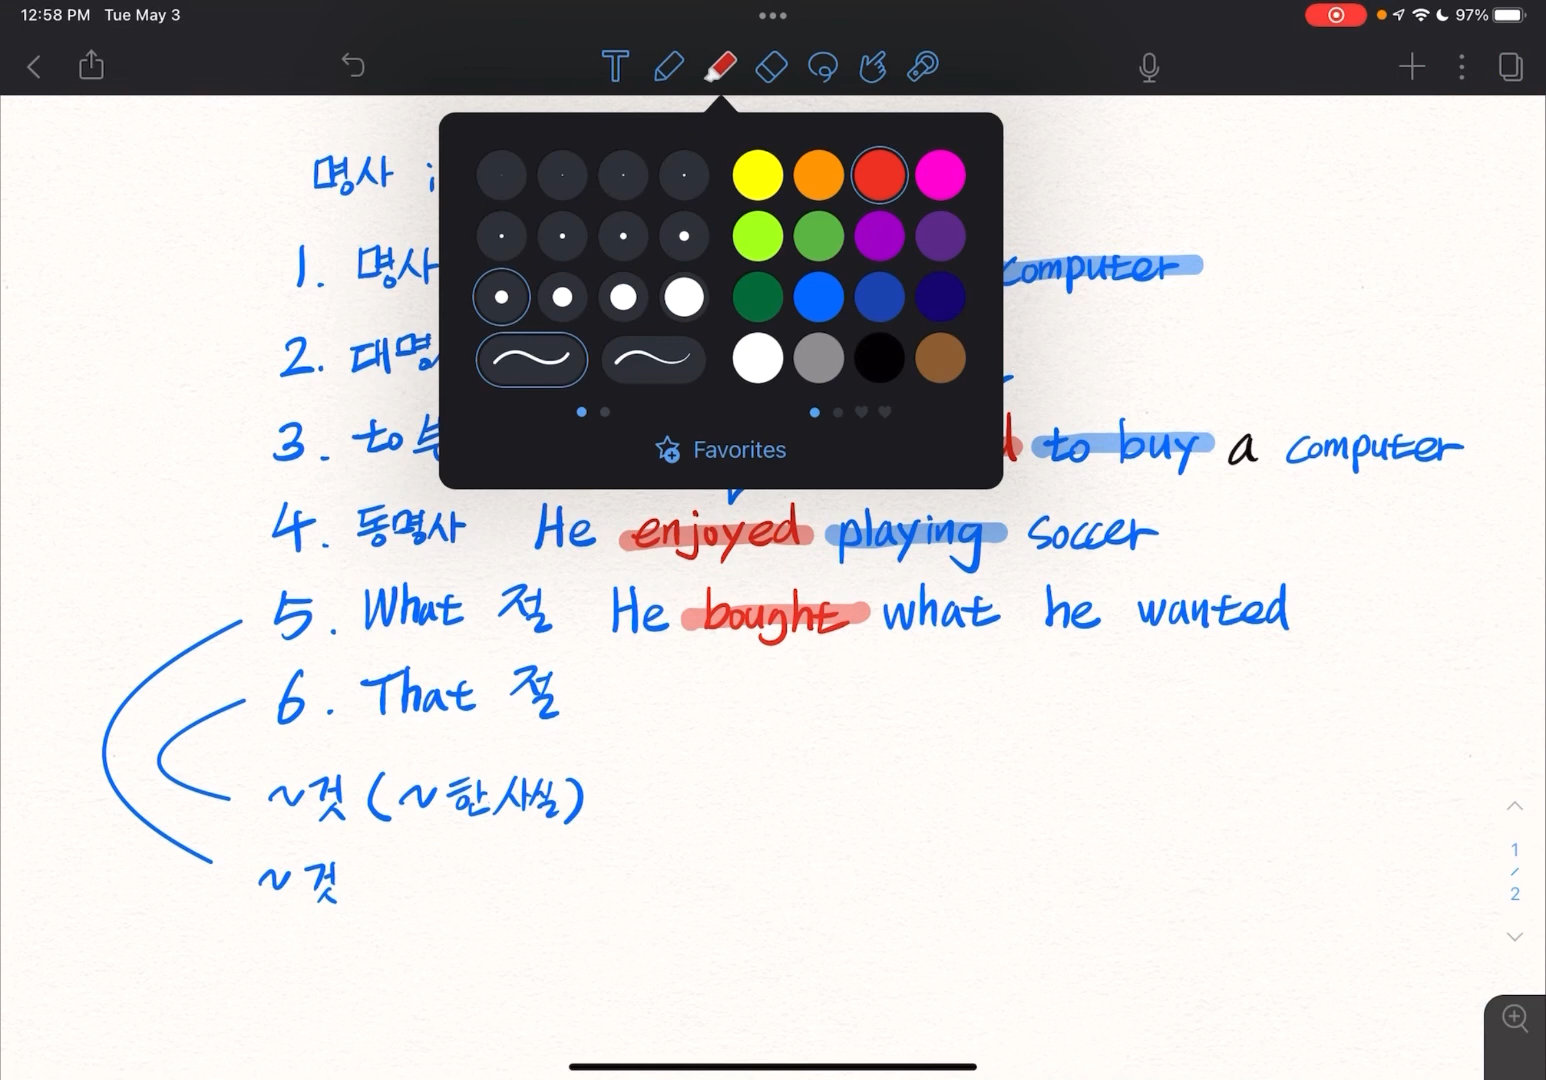 12:58 PM Tue May 3 97%
명사 :
1. 명사 computer
2. 대명
3. to부 d to buy a computer
Favorites
4. 동명사 He enjoyed playing soccer
5. What 절 He bought what he wanted
6. That 절
~것 (~한 사실)
~것
1
/
2